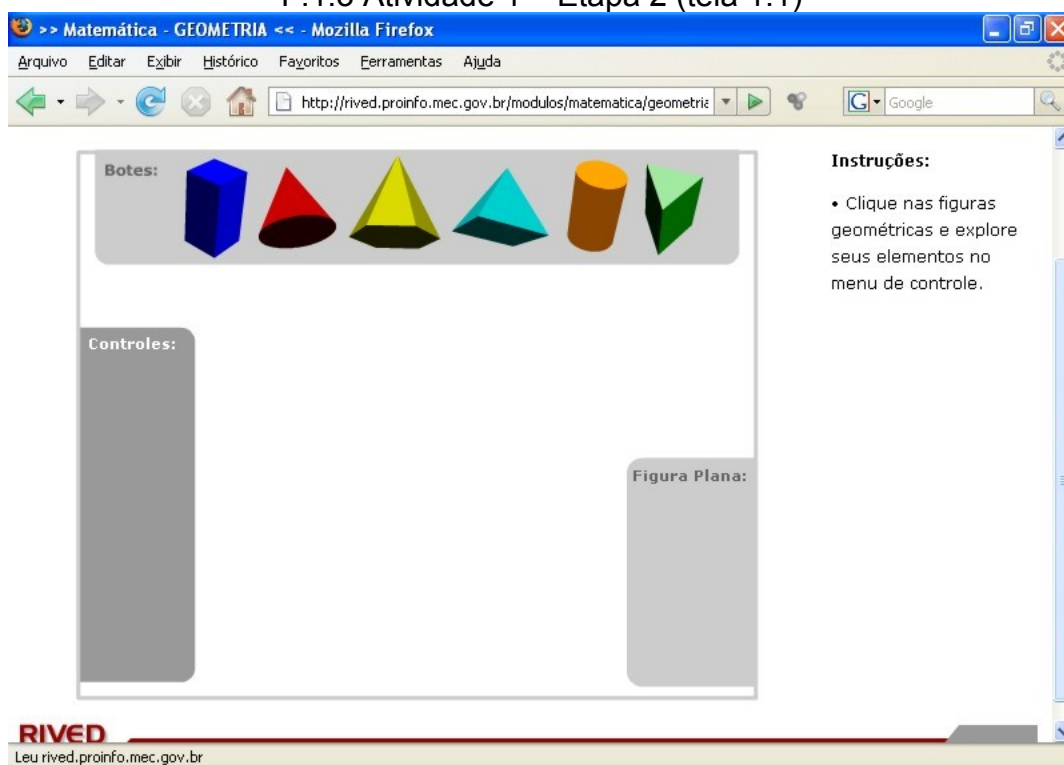 >> Matemática - GEOMETRIA << - Mozilla Firefox
Arquivo Editar Exibir Histórico Favoritos Ferramentas Ajuda
http://rived.proinfo.mec.gov.br/modulos/matematica/geometria
G Google
Botes:
Instruções:
• Clique nas figuras
geométricas e explore
seus elementos no
menu de controle.
Controles:
Figura Plana:
RIVED
Leu rived.proinfo.mec.gov.br